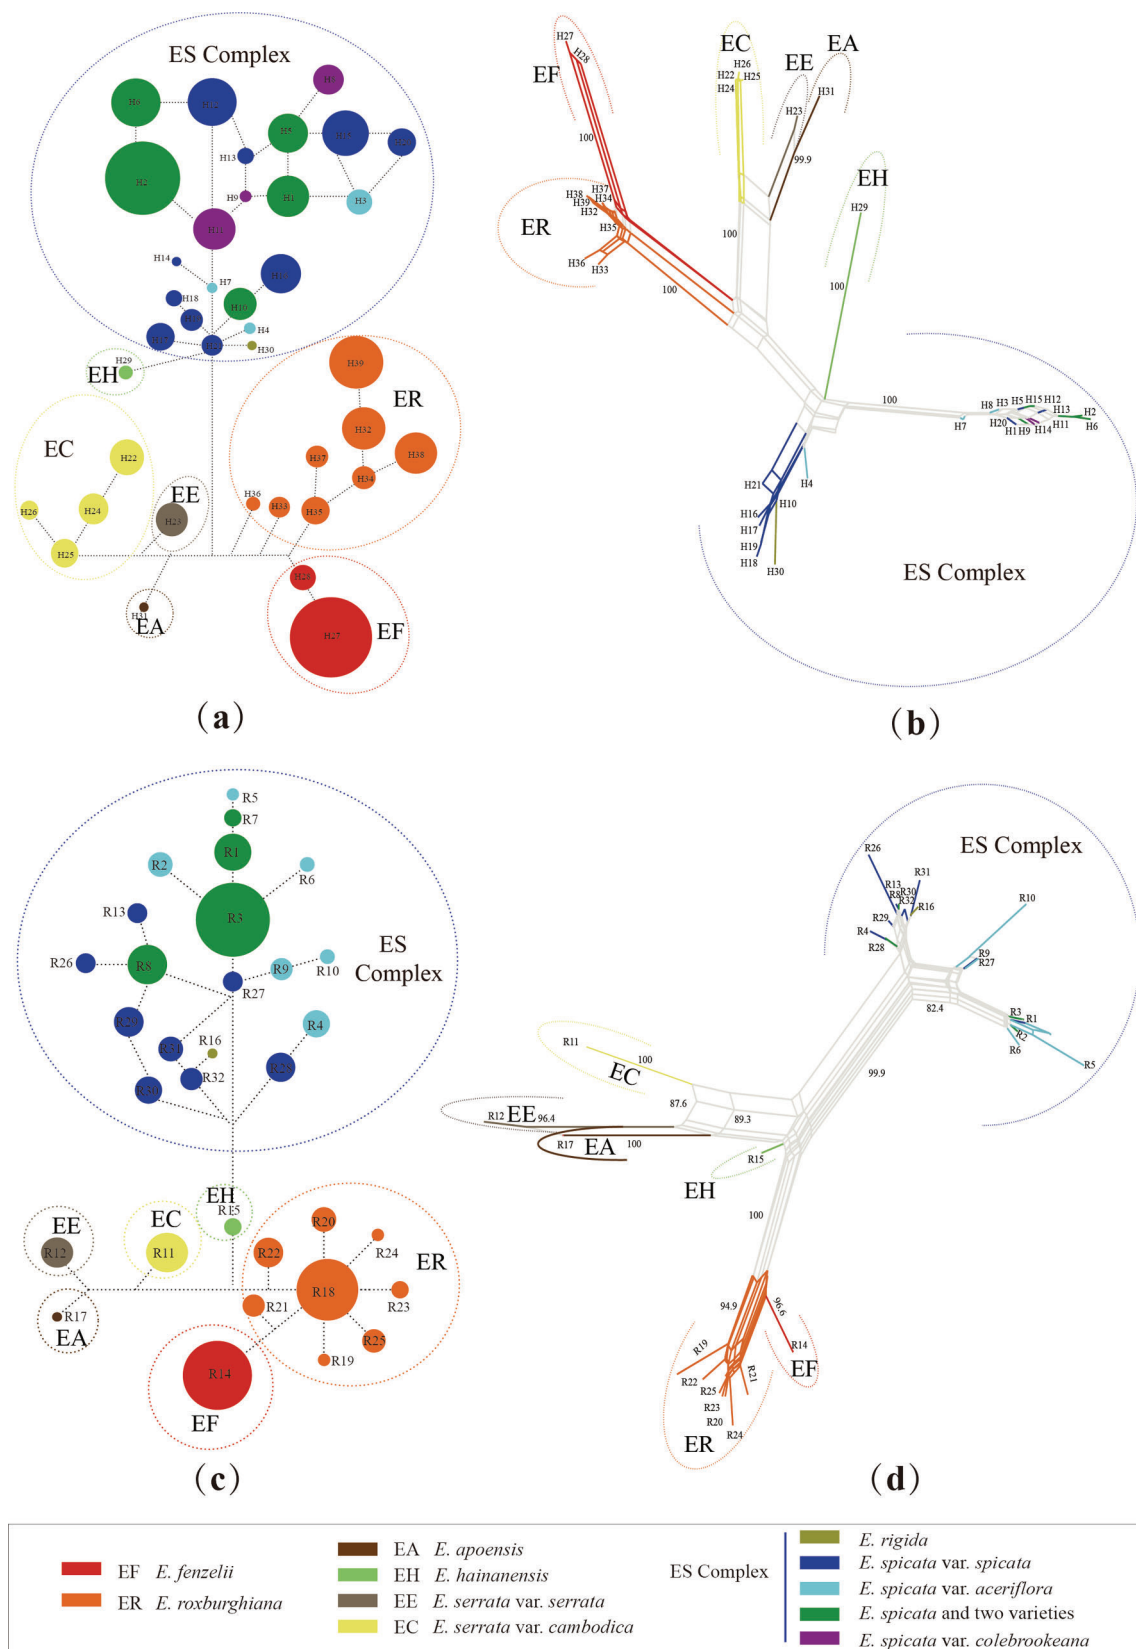 ES Complex
H6
H12
H5
H15
H20
H13
H2
H9
H1
H3
H11
H14
H7
H18
H10
H4
H30
H29
EH
H39
ER
H32
H38
H37
H34
H36
H33
H35
EC
H22
H26
H24
H25
EE
H23
H31
EA
H28
H27
EF
(a)
H27
H28
EF
100
EC
H26
H22
H25
H24
EE
EA
H23
H31
99.9
EH
H29
100
100
H37
H38
H34
H39
H32
ER
H35
H36
H33
100
100
H8
H3
H5
H15
H12
H13
H2
H7
H20
H1
H9
H14
H11
H6
H4
H21
H10
H16
H17
H19
H18
H30
ES Complex
(b)
R5
R7
R1
R2
R6
R3
R13
ES
Complex
R26
R8
R9
R10
R27
R29
R4
R16
R31
R32
R28
R30
EH
R15
EE
EC
R20
R24
ER
R12
R11
R22
R18
R23
R17
EA
R21
R25
R19
R14
EF
(c)
ES Complex
R26
R31
R13
R30
R8
R32
R16
R10
R29
R4
R28
R9
R27
82.4
R3
R1
R2
R6
R5
99.9
R11
100
EC
87.6
89.3
R12
EE
96.4
R17
EA
100
R15
EH
100
94.9
96.6
R19
R14
EF
R22
R21
R25
R23
R20
R24
ER
(d)
EF E. fenzelii
ER E. roxburghiana
EA E. apoensis
EH E. hainanensis
EE E. serrata var. serrata
EC E. serrata var. cambodica
ES Complex
E. rigida
E. spicata var. spicata
E. spicata var. aceriflora
E. spicata and two varieties
E. spicata var. colebrookeana